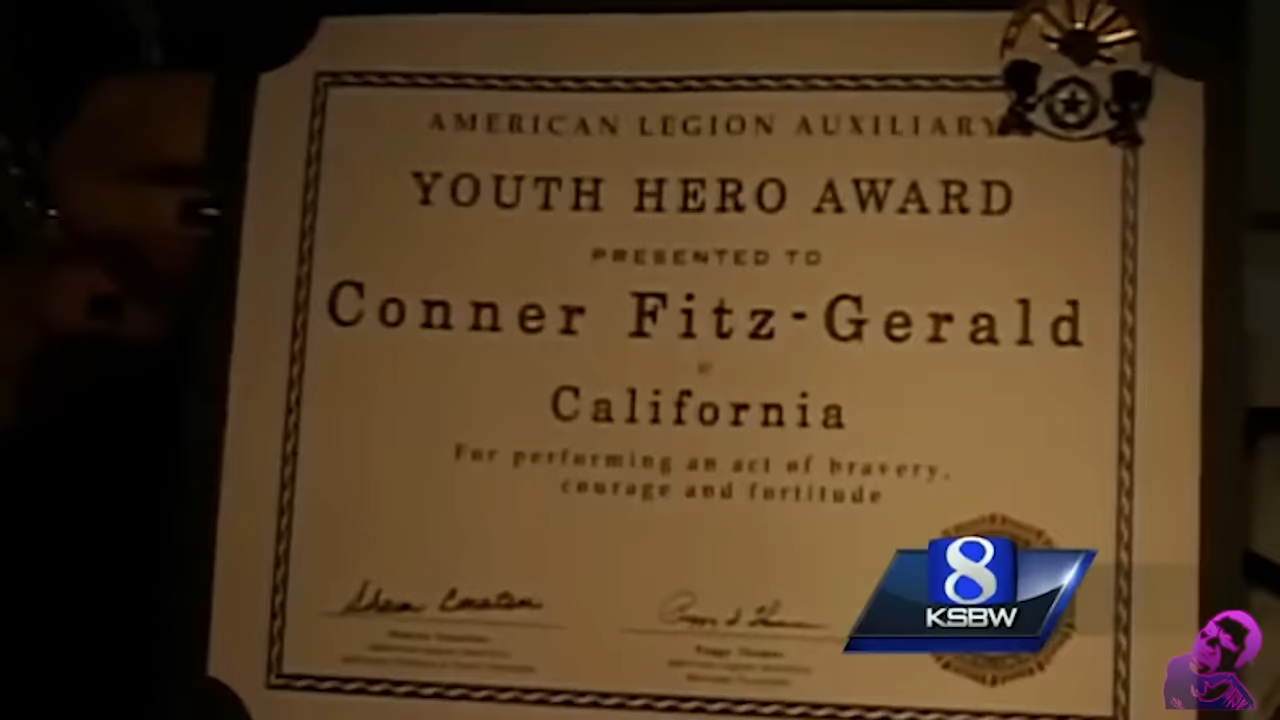 AMERICAN LEGION AUXILIARY
YOUTH HERO AWARD
PRESENTED TO
Conner Fitz-Gerald
California
For performing an act of bravery,
courage and fortitude
8
KSBW